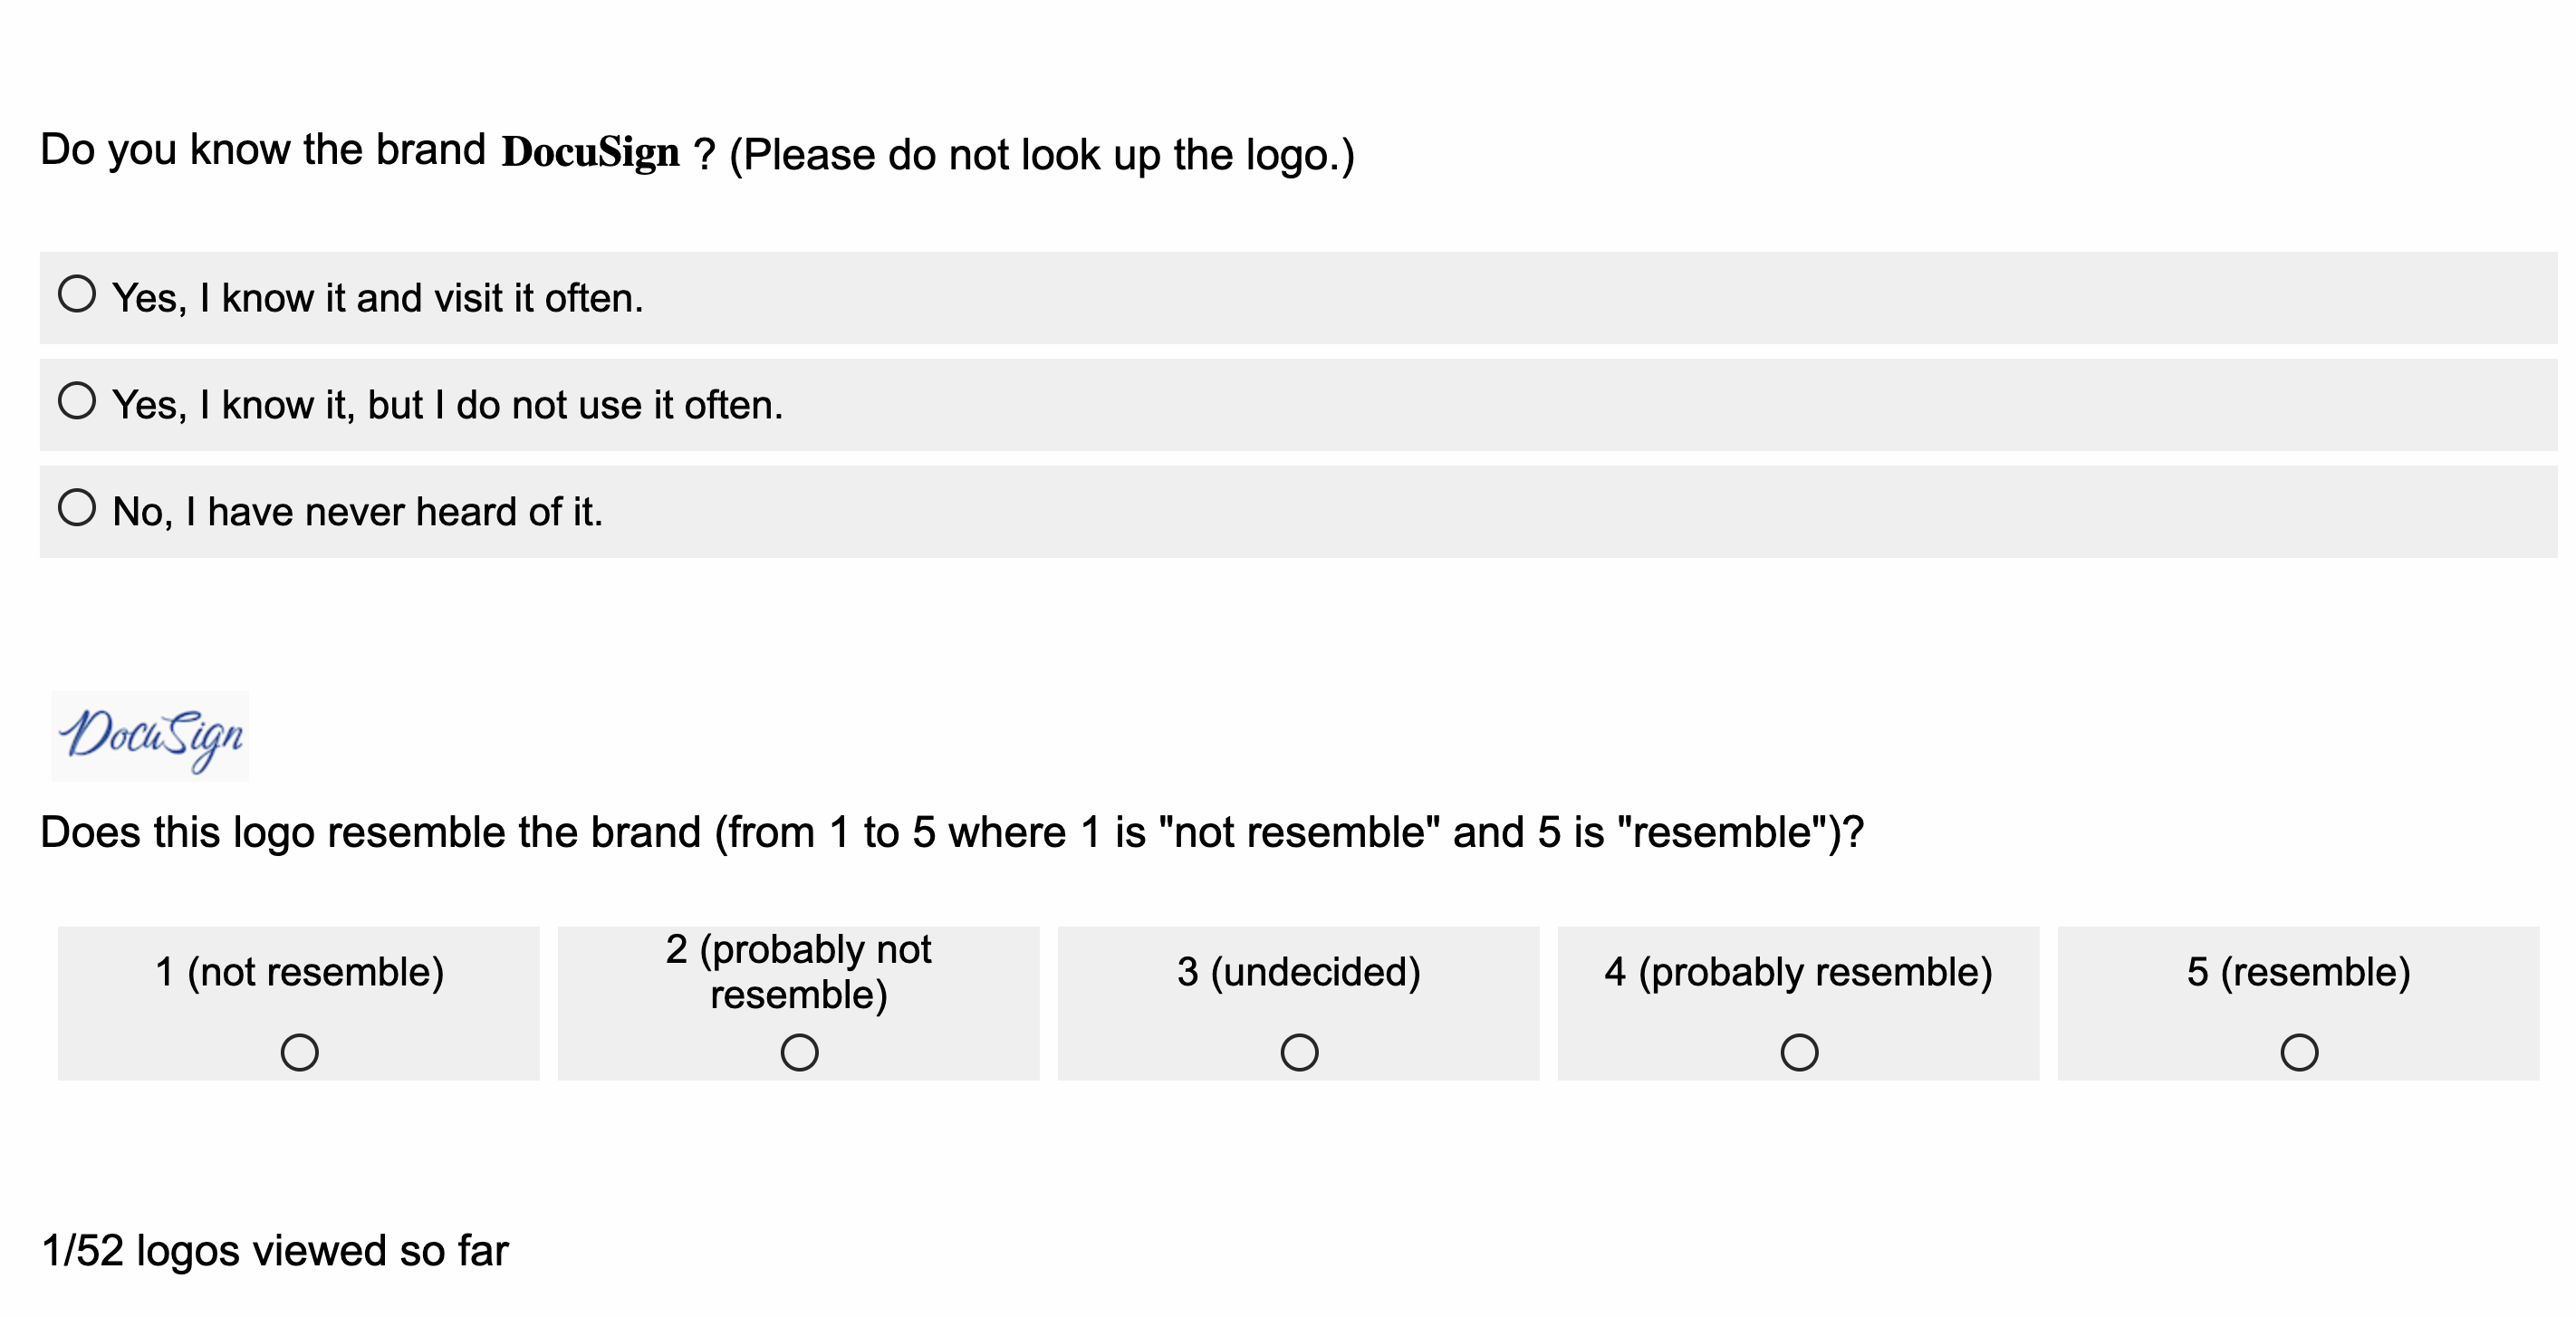 Do you know the brand DocuSign ? (Please do not look up the logo.)
Yes, I know it and visit it often.
Yes, I know it, but I do not use it often.
No, I have never heard of it.
DocuSign
Does this logo resemble the brand (from 1 to 5 where 1 is "not resemble" and 5 is "resemble")?
1 (not resemble)
2 (probably not
resemble)
3 (undecided)
4 (probably resemble)
5 (resemble)
1/52 logos viewed so far